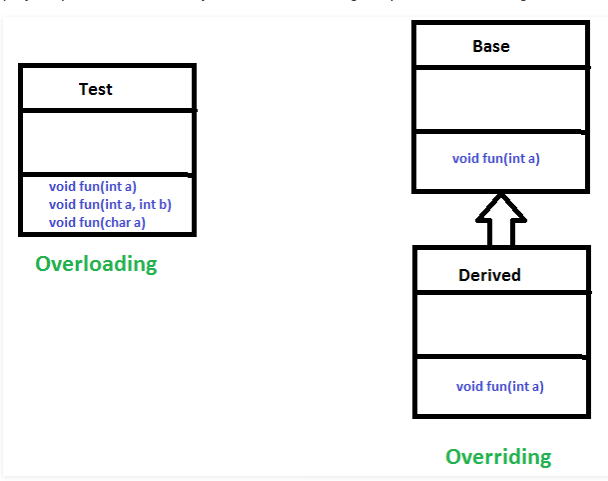 Test
void fun(int a)
void fun(int a, int b)
void fun(char a)
Overloading
Base
void fun(int a)
Derived
void fun(int a)
Overriding